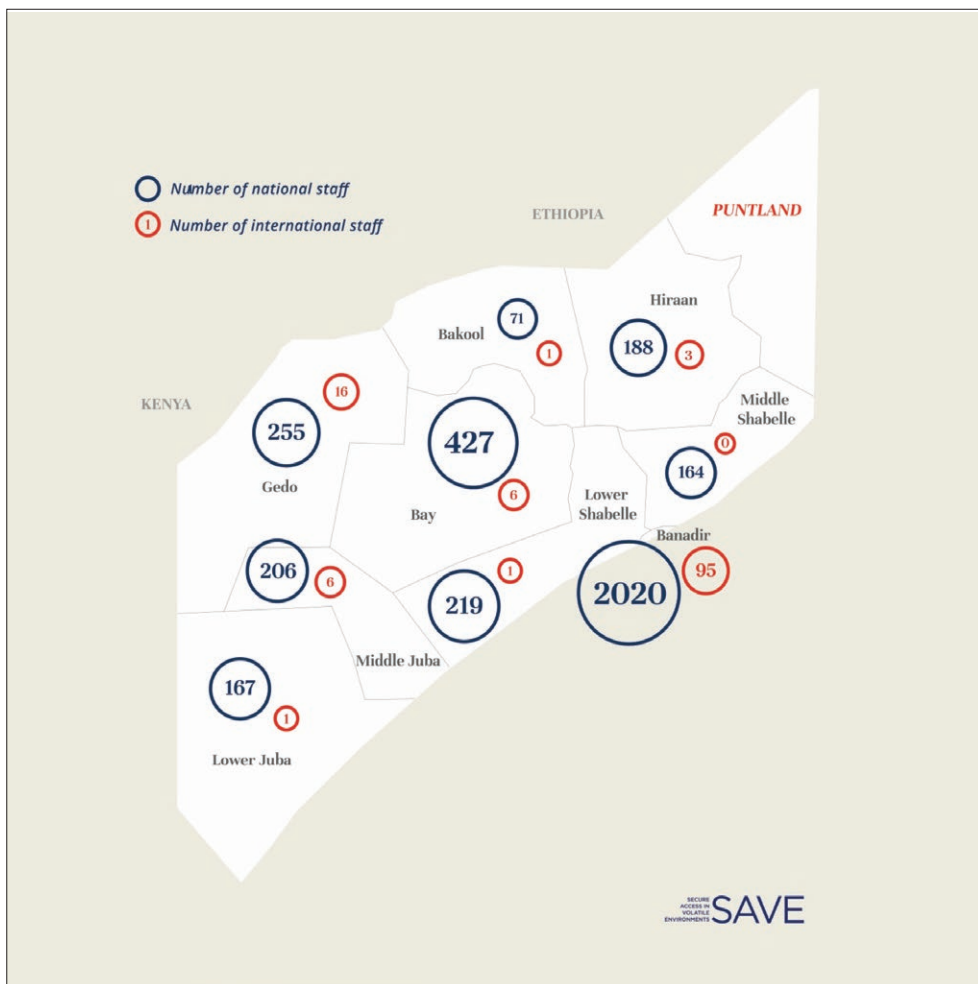 Number of national staff
1
Number of international staff
ETHIOPIA
PUNTLAND
Hiraan
71
Bakool
188
1
3
16
KENYA
Middle
Shabelle
255
427
0
164
Gedo
6
Lower
Shabelle
Bay
Banadir
206
6
1
95
219
2020
Middle Juba
167
1
Lower Juba
SECURE
ACCESS IN
VOLATILE
ENVIRONMENTS
SAVE